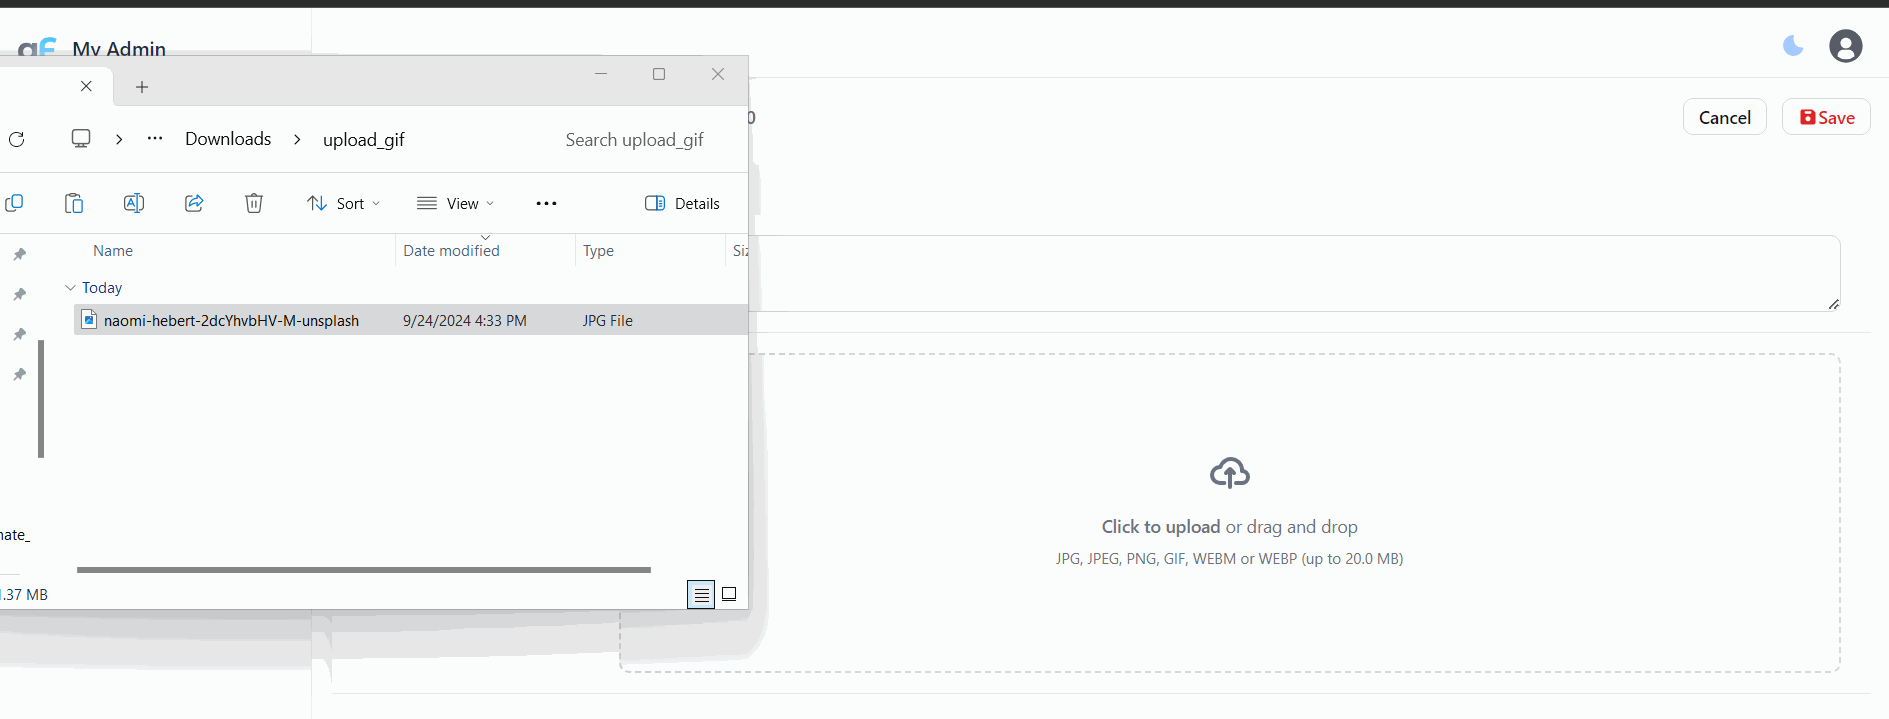 aF My Admin
Downloads
upload_gif
Search upload_gif
Sort
View
Details
Name
Date modified
Type
Today
naomi-hebert-2dcYhvbHV-M-unsplash
9/24/2024 4:33 PM
JPG File
.37 MB
Cancel
Save
Click to upload or drag and drop
JPG, JPEG, PNG, GIF, WEBM or WEBP (up to 20.0 MB)